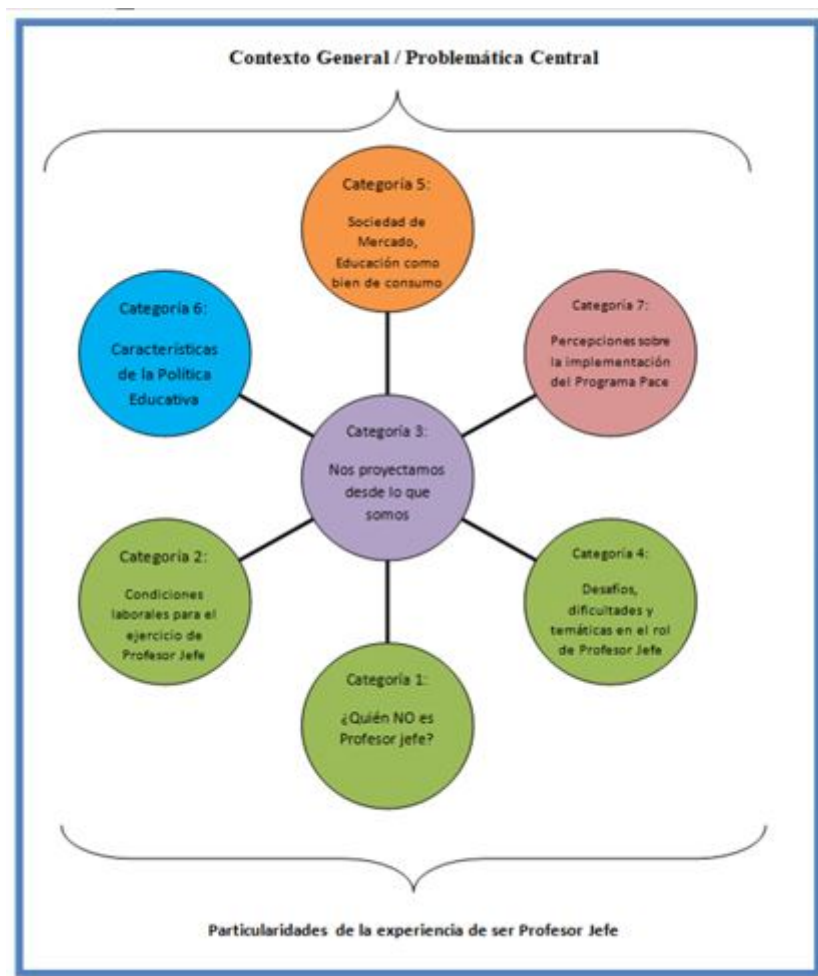 Contexto General / Problemática Central
Categoría 5:
Sociedad de
Mercado,
Educación como
bien de consumo
Categoría 6:
Características
de la Política
Educativa
Categoría 7:
Percepciones sobre
la implementación
del Programa Pace
Categoría 3:
Nos proyectamos
desde lo que
somos
Categoría 2:
Condiciones
laborales para el
ejercicio de
Profesor Jefe
Categoría 4:
Desafíos,
dificultades y
temáticas en el rol
de Profesor Jefe
Categoría 1:
¿Quién NO es
Profesor jefe?
Particularidades de la experiencia de ser Profesor Jefe